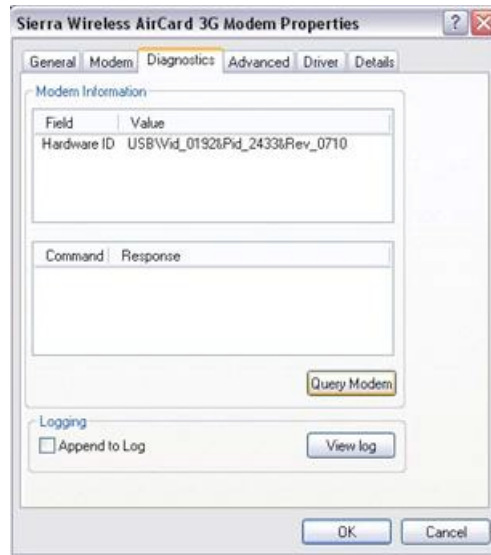 Sierra Wireless AirCard 3G Modem Properties
General Modem Diagnostics Advanced Driver Details
Modem Information
Field Value
Hardware ID USB\Vid_0192&Pid_2433&Rev_0710
Command Response
Query Modem
Logging
Append to Log View log
OK Cancel